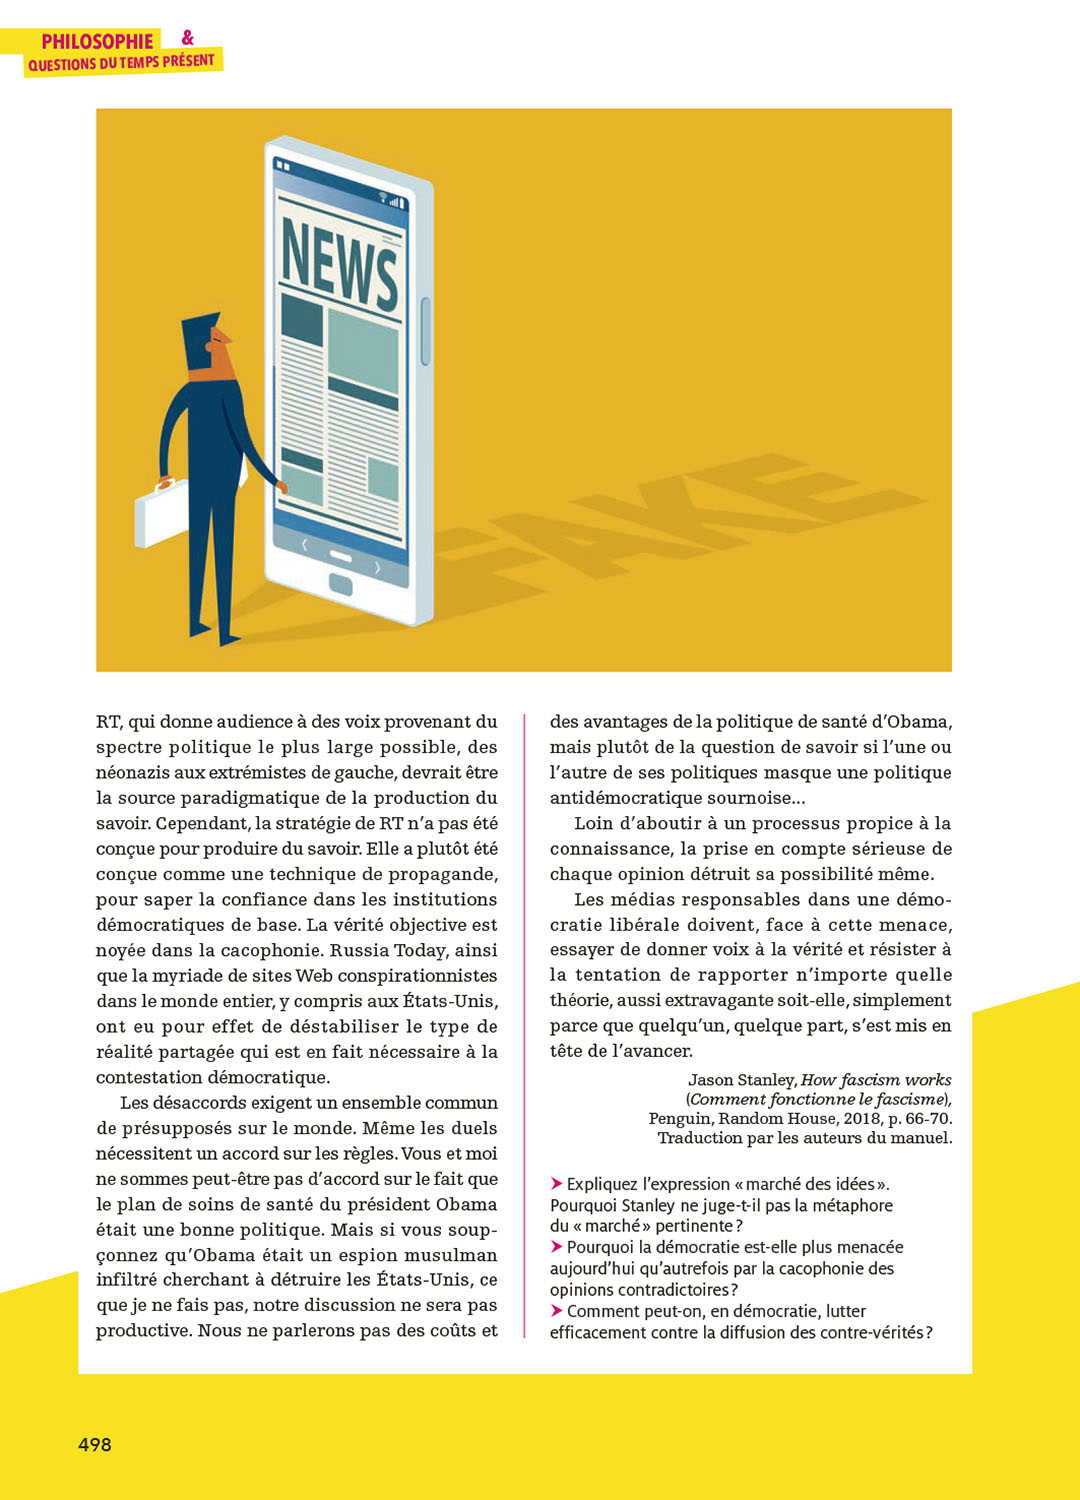 PHILOSOPHIE &
QUESTIONS DU TEMPS PRÉSENT
NEWS
FAKE
RT, qui donne audience à des voix provenant du
spectre politique le plus large possible, des
néonazis aux extrémistes de gauche, devrait être
la source paradigmatique de la production du
savoir. Cependant, la stratégie de RT n'a pas été
conçue pour produire du savoir. Elle a plutôt été
conçue comme une technique de propagande,
pour saper la confiance dans les institutions
démocratiques de base. La vérité objective est
noyée dans la cacophonie. Russia Today, ainsi
que la myriade de sites Web conspirationnistes
dans le monde entier, y compris aux États-Unis,
ont eu pour effet de déstabiliser le type de
réalité partagée qui est en fait nécessaire à la
contestation démocratique.
Les désaccords exigent un ensemble commun
de présupposés sur le monde. Même les duels
nécessitent un accord sur les règles. Vous et moi
ne sommes peut-être pas d'accord sur le fait que
le plan de soins de santé du président Obama
était une bonne politique. Mais si vous soup-
çonnez qu'Obama était un espion musulman
infiltré cherchant à détruire les États-Unis, ce
que je ne fais pas, notre discussion ne sera pas
productive. Nous ne parlerons pas des coûts et
des avantages de la politique de santé d'Obama,
mais plutôt de la question de savoir si l'une ou
l'autre de ses politiques masque une politique
antidémocratique sournoise...
Loin d'aboutir à un processus propice à la
connaissance, la prise en compte sérieuse de
chaque opinion détruit sa possibilité même.
Les médias responsables dans une démo-
cratie libérale doivent, face à cette menace,
essayer de donner voix à la vérité et résister à
la tentation de rapporter n'importe quelle
théorie, aussi extravagante soit-elle, simplement
parce que quelqu'un, quelque part, s'est mis en
tête de l'avancer.
Jason Stanley, How fascism works
(Comment fonctionne le fascisme),
Penguin, Random House, 2018, p. 66-70.
Traduction par les auteurs du manuel.
➤ Expliquez l'expression « marché des idées ».
Pourquoi Stanley ne juge-t-il pas la métaphore
du « marché » pertinente ?
➤ Pourquoi la démocratie est-elle plus menacée
aujourd'hui qu'autrefois par la cacophonie des
opinions contradictoires ?
➤ Comment peut-on, en démocratie, lutter
efficacement contre la diffusion des contre-vérités ?
498